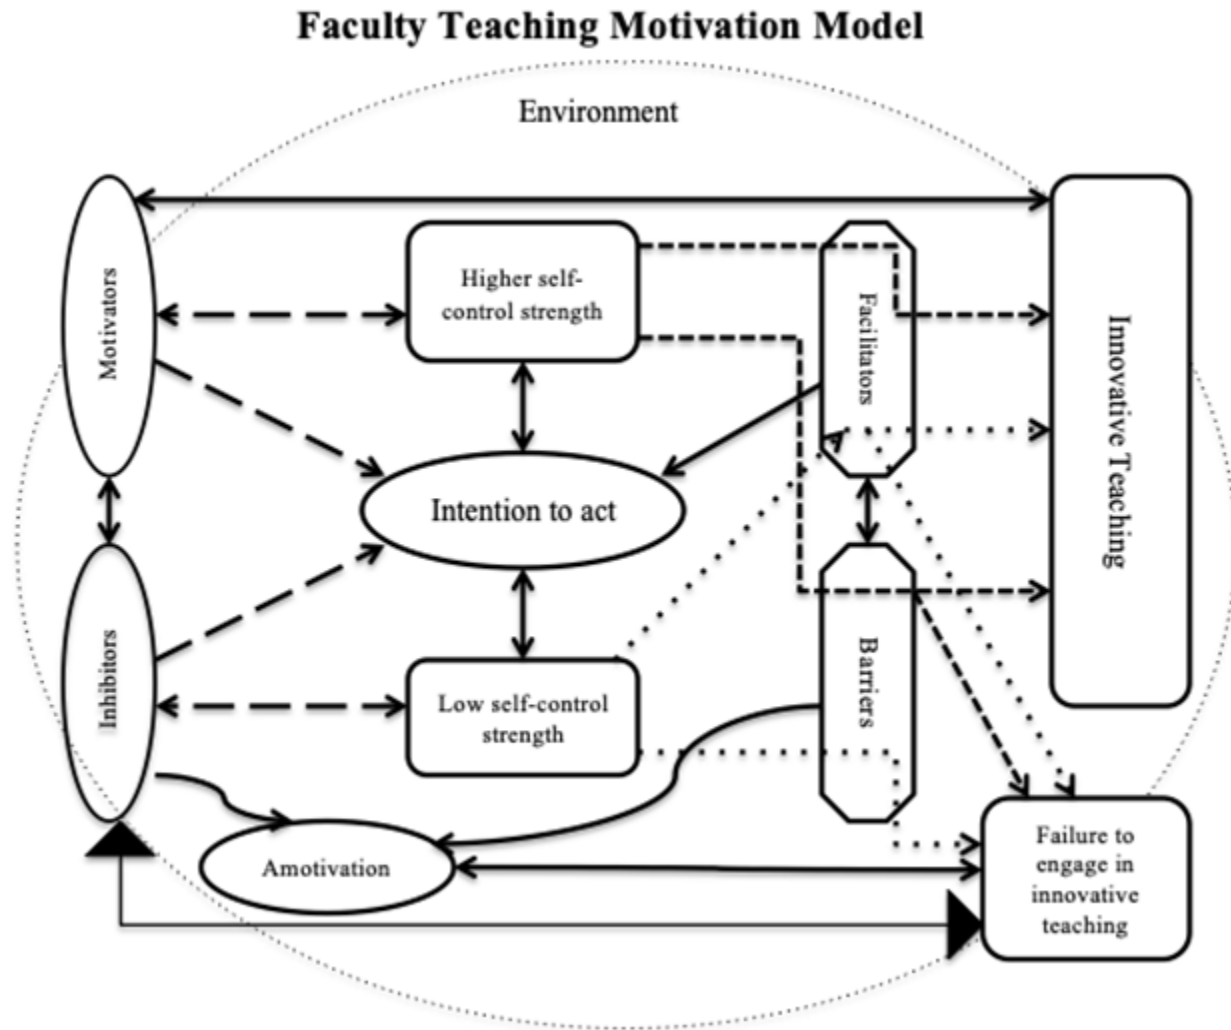 Faculty Teaching Motivation Model
Environment
Motivators
Higher self-
control strength
Facilitators
Innovative Teaching
Intention to act
Inhibitors
Low self-control
strength
Barriers
Amotivation
Failure to
engage in
innovative
teaching